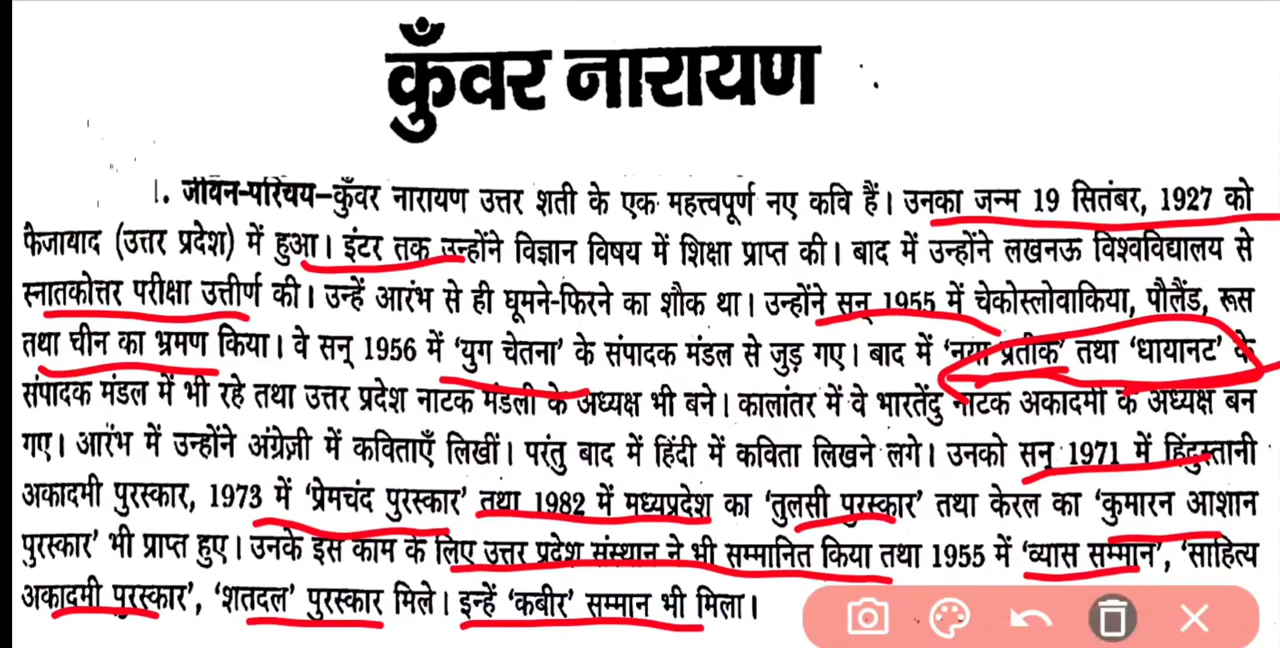 कुँवर नारायण
1. जीवन-परिचय–कुँवर नारायण उत्तर शती के एक महत्त्वपूर्ण नए कवि हैं। उनका जन्म 19 सितंबर, 1927 को
फैजाबाद (उत्तर प्रदेश) में हुआ। इंटर तक उन्होंने विज्ञान विषय में शिक्षा प्राप्त की। बाद में उन्होंने लखनऊ विश्वविद्यालय से
स्नातकोत्तर परीक्षा उत्तीर्ण की। उन्हें आरंभ से ही घूमने-फिरने का शौक था। उन्होंने सन् 1955 में चेकोस्लोवाकिया, पौलैंड, रूस
तथा चीन का भ्रमण किया। वे सन् 1956 में ‘युग चेतना’ के संपादक मंडल से जुड़ गए। बाद में ‘नया प्रतीक’ तथा ‘धायानट’ के
संपादक मंडल में भी रहे तथा उत्तर प्रदेश नाटक मंडली के अध्यक्ष भी बने। कालांतर में वे भारतेंदु नाटक अकादमी के अध्यक्ष बन
गए। आरंभ में उन्होंने अंग्रेज़ी में कविताएँ लिखीं। परंतु बाद में हिंदी में कविता लिखने लगे। उनको सन् 1971 में हिंदुस्तानी
अकादमी पुरस्कार, 1973 में ‘प्रेमचंद पुरस्कार’ तथा 1982 में मध्यप्रदेश का ‘तुलसी पुरस्कार’ तथा केरल का ‘कुमारन आशान
पुरस्कार’ भी प्राप्त हुए। उनके इस काम के लिए उत्तर प्रदेश संस्थान ने भी सम्मानित किया तथा 1955 में ‘व्यास सम्मान’, ‘साहित्य
अकादमी पुरस्कार’, ‘शतदल’ पुरस्कार मिले। इन्हें ‘कबीर’ सम्मान भी मिला।